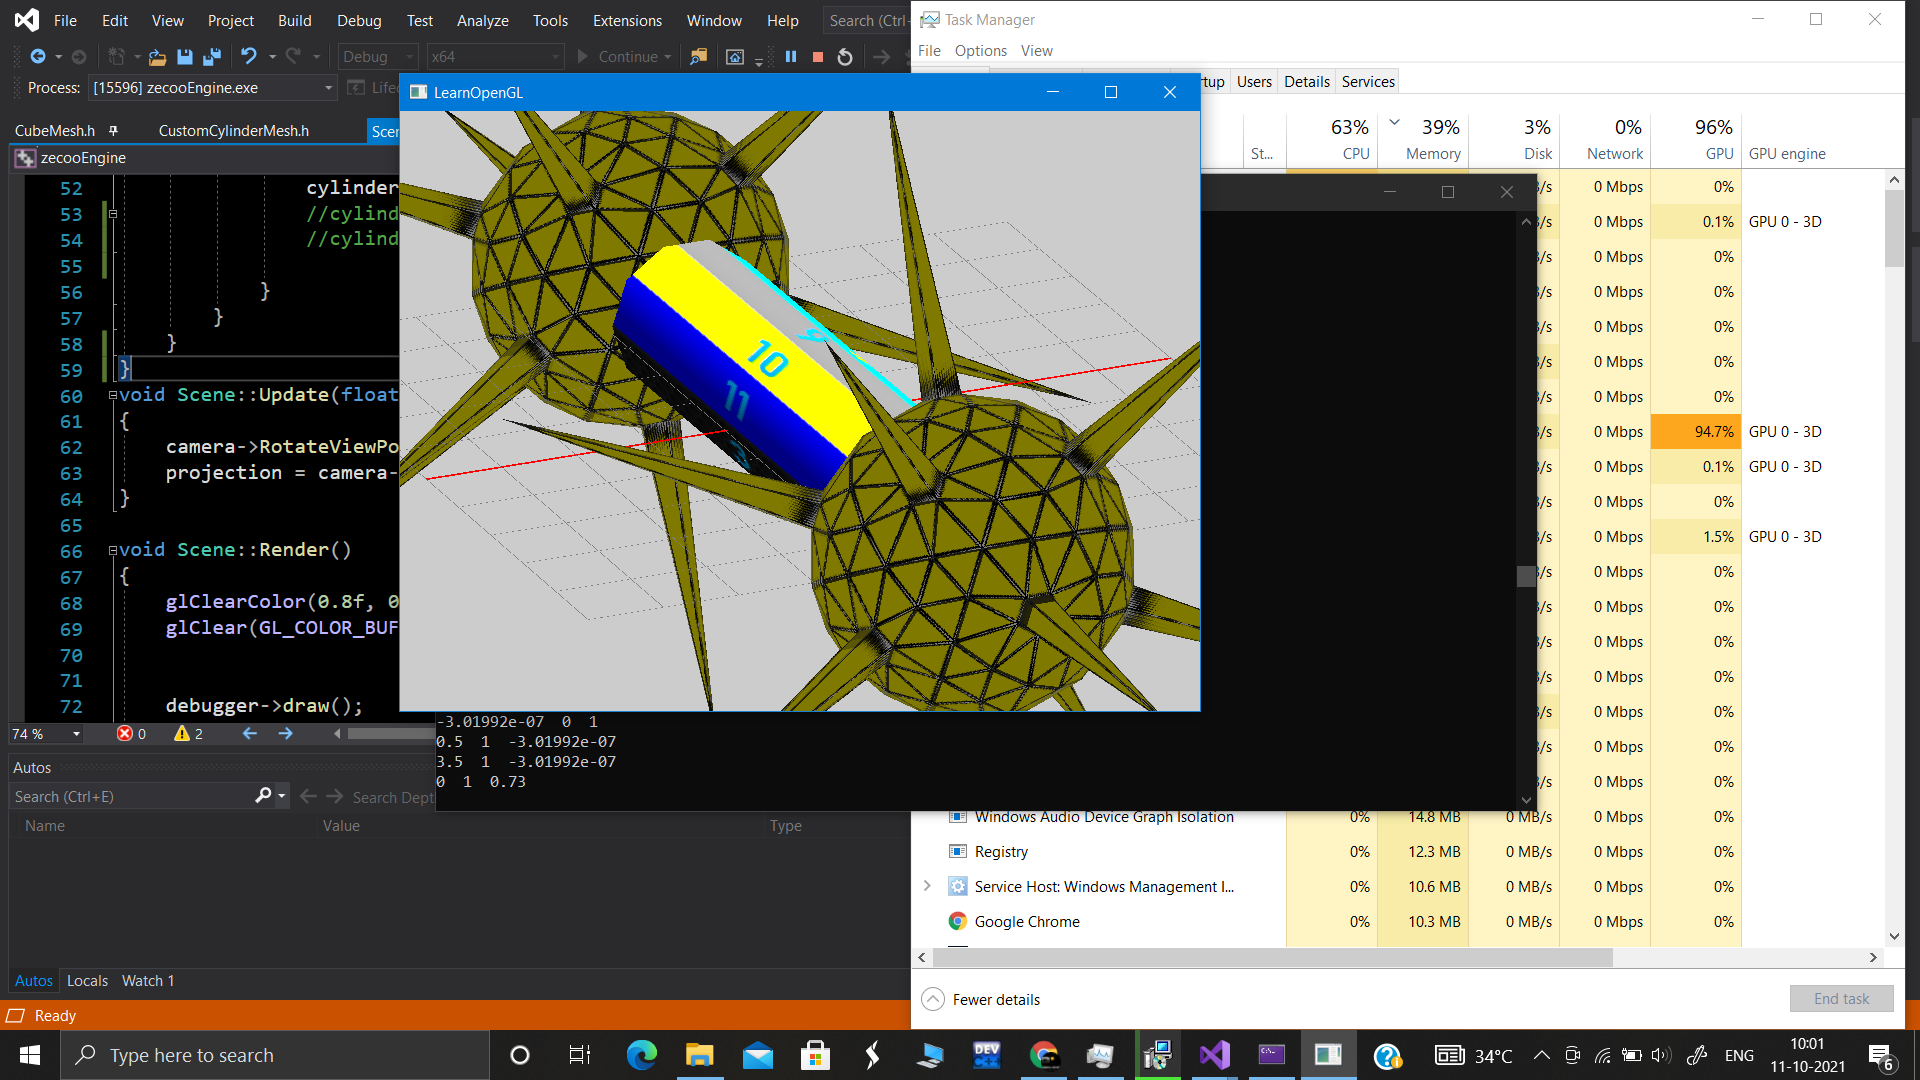 File Edit View Project Build Debug Test Analyze Tools Extensions Window Help Search (Ctrl-
Debug x64 Continue
Process: [15596] zecooEngine.exe
CubeMesh.h CustomCylinderMesh.h
zecooEngine
52 cylinder
53 //cylind
54 //cylind
55
56 }
57 }
58 }
59 }
60 void Scene::Update(float
61 {
62 camera->RotateViewPo
63 projection = camera-
64 }
65
66 void Scene::Render()
67 {
68 glClearColor(0.8f, 0
69 glClear(GL_COLOR_BUF
70
71
72 debugger->draw();
74 % 0 2
Autos
Search (Ctrl+E) Search Dept
Name Value Type
Autos Locals Watch 1
Ready
LearnOpenGL
9
10
11
-3.01992e-07 0 1
0.5 1 -3.01992e-07
3.5 1 -3.01992e-07
0 1 0.73
Task Manager
File Options View
Users Details Services
63% 39% 3% 0% 96%
St... CPU Memory Disk Network GPU GPU engine
0 Mbps 0%
0 Mbps 0.1% GPU 0 - 3D
0 Mbps 0%
0 Mbps 0%
0 Mbps 0%
0 Mbps 0%
0 Mbps 0%
0 Mbps 94.7% GPU 0 - 3D
0 Mbps 0.1% GPU 0 - 3D
0 Mbps 0%
0 Mbps 1.5% GPU 0 - 3D
0 Mbps 0%
0 Mbps 0%
0 Mbps 0%
0 Mbps 0%
0 Mbps 0%
0 Mbps 0%
0 Mbps 0%
Windows Audio Device Graph Isolation 0% 14.8 MB 0 MB/s 0 Mbps 0%
Registry 0% 12.3 MB 0 MB/s 0 Mbps 0%
Service Host: Windows Management I... 0% 10.6 MB 0 MB/s 0 Mbps 0%
Google Chrome 0% 10.3 MB 0 MB/s 0 Mbps 0%
Fewer details End task
Type here to search
DEV
34°C ENG 10:01
11-10-2021
6